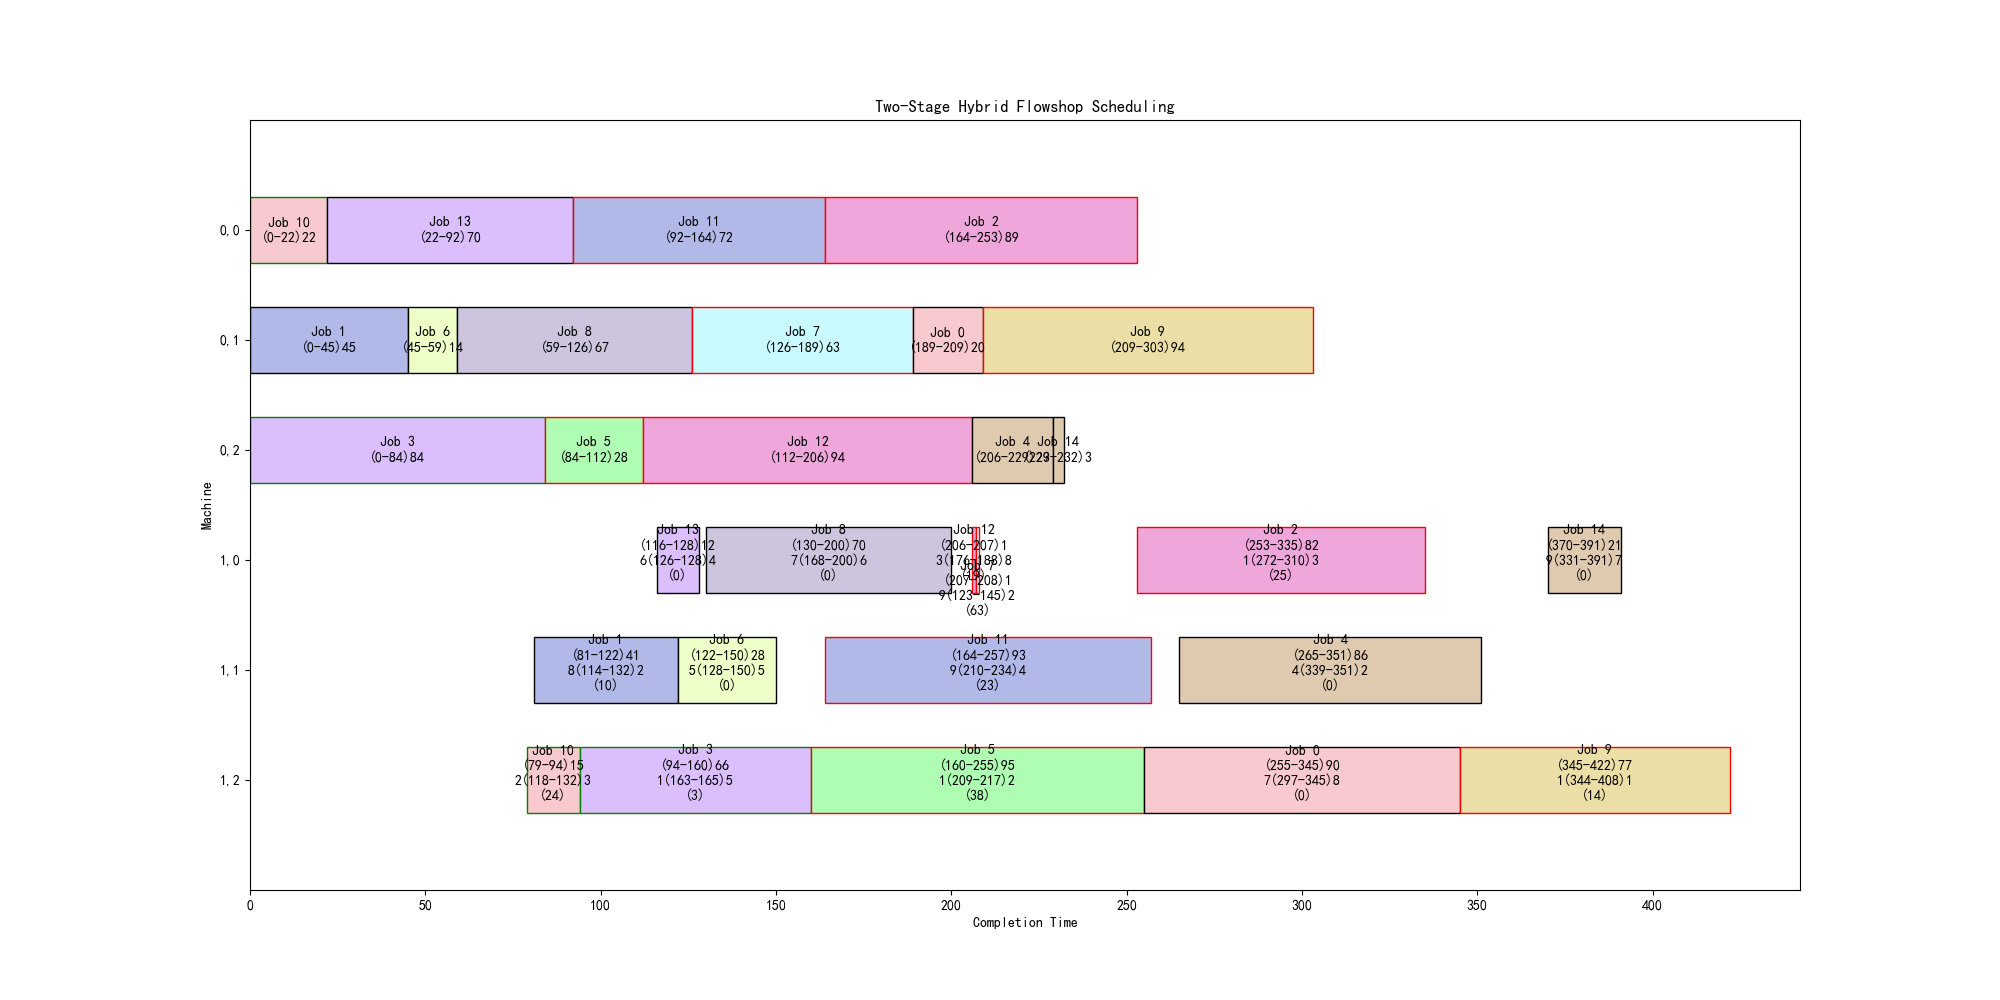 Two-Stage Hybrid Flowshop Scheduling
Machine
0,0
Job 10
(0-22)22
Job 13
(22-92)70
Job 11
(92-164)72
Job 2
(164-253)89
0,1
Job 1
(0-45)45
Job 6
(45-59)14
Job 8
(59-126)67
Job 7
(126-189)63
Job 0
(189-209)20
Job 9
(209-303)94
0,2
Job 3
(0-84)84
Job 5
(84-112)28
Job 12
(112-206)94
Job 4
(206-229)23
Job 14
(229-232)3
1,0
Job 13
(116-128)12
6(126-128)4
(0)
Job 8
(130-200)70
7(168-200)6
(0)
Job 12
(206-207)1
3(176-188)8
(19)
Job 7
(207-208)1
9(123-145)2
(63)
Job 2
(253-335)82
1(272-310)3
(25)
Job 14
(370-391)21
9(331-391)7
(0)
1,1
Job 1
(81-122)41
8(114-132)2
(10)
Job 6
(122-150)28
5(128-150)5
(0)
Job 11
(164-257)93
9(210-234)4
(23)
Job 4
(265-351)86
4(339-351)2
(0)
1,2
Job 10
(79-94)15
2(118-132)3
(24)
Job 3
(94-160)66
1(163-165)5
(3)
Job 5
(160-255)95
1(209-217)2
(38)
Job 0
(255-345)90
7(297-345)8
(0)
Job 9
(345-422)77
1(344-408)1
(14)
0 50 100 150 200 250 300 350 400
Completion Time